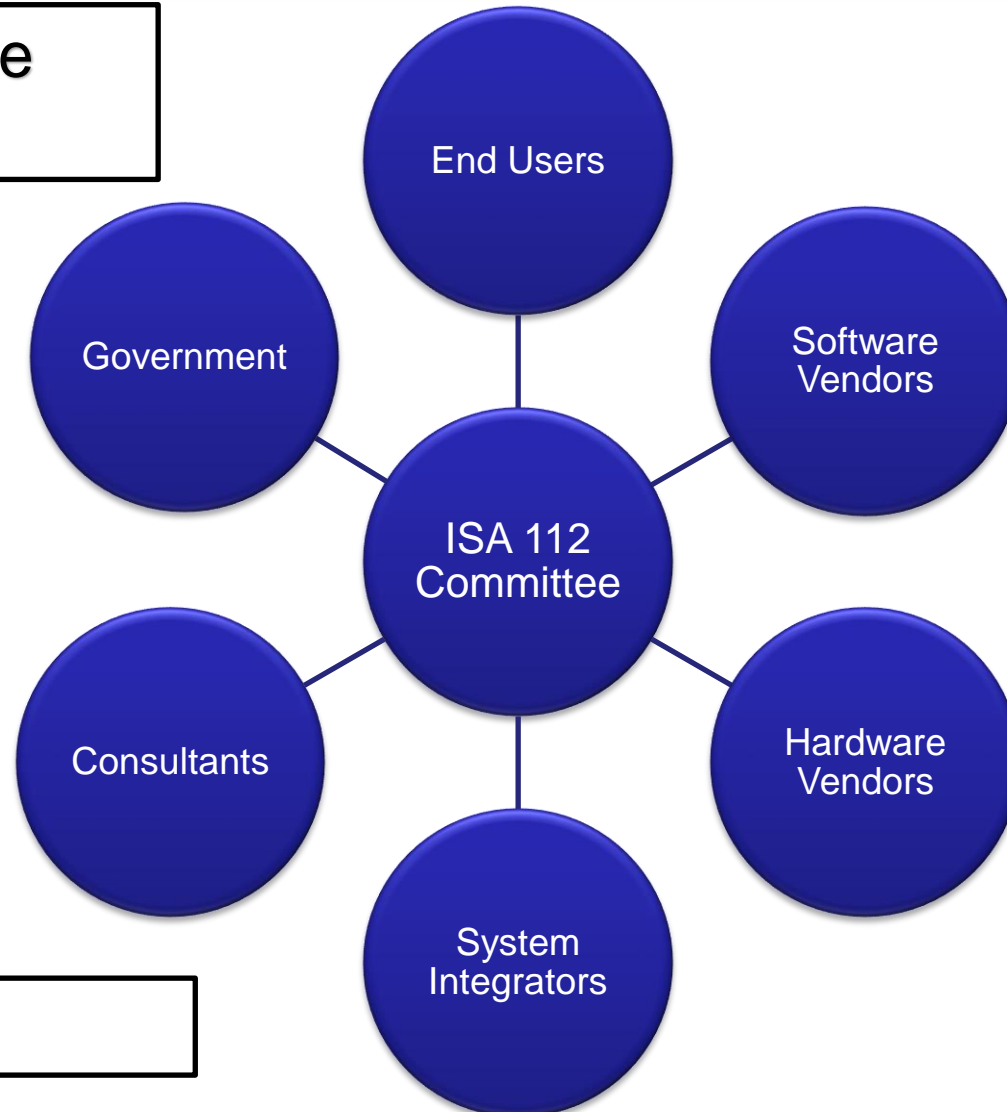 End Users
Government
Software
Vendors
ISA 112
Committee
Consultants
Hardware
Vendors
System
Integrators